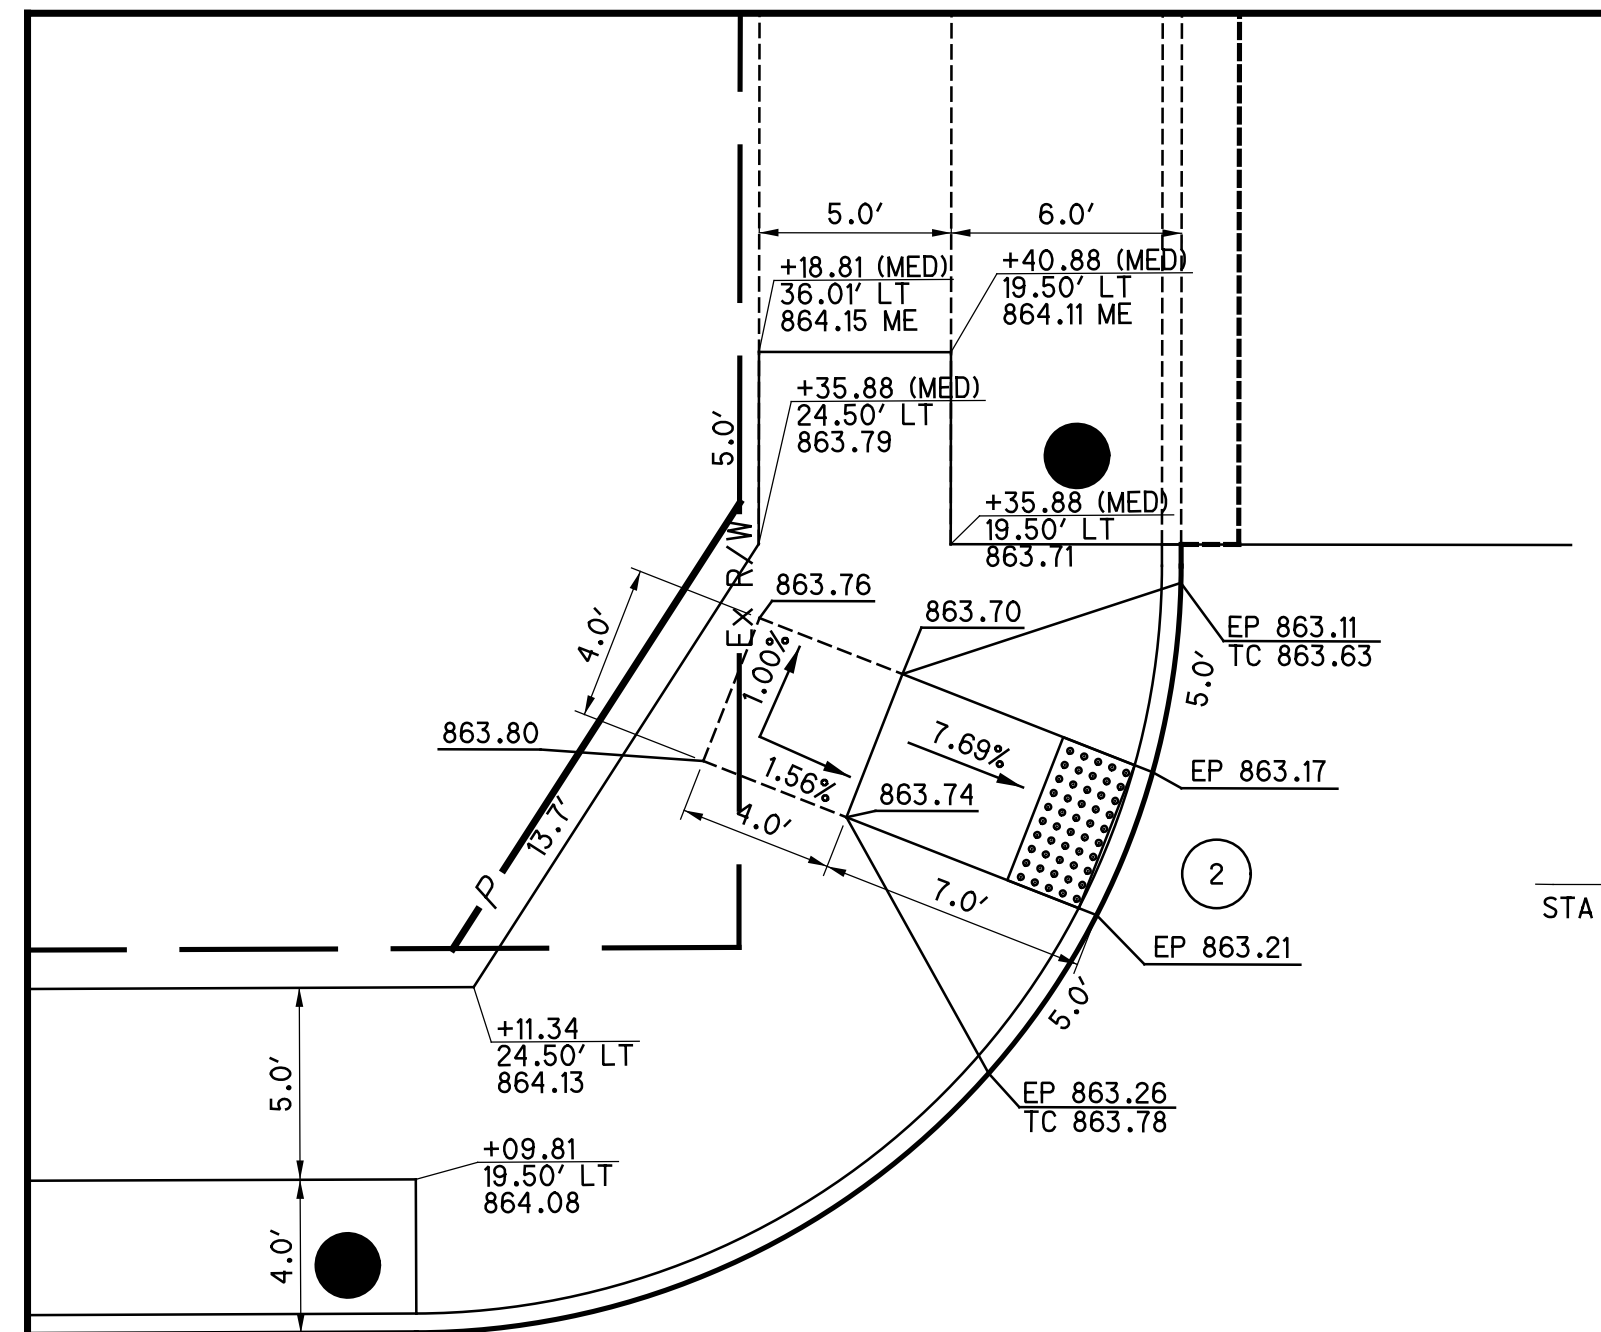 5.0'
6.0'
+18.81 (MED)
36.01' LT
864.15 ME
+40.88 (MED)
19.50' LT
864.11 ME
+35.88 (MED)
24.50' LT
863.79
5.0'
+35.88 (MED)
19.50' LT
863.71
EX R/W
863.76
863.70
4.0'
EP 863.11
TC 863.63
1.00%
5.0'
863.80
7.69%
1.56%
863.74
EP 863.17
4.0'
13.7'
P
7.0'
2
STA
EP 863.21
5.0'
+11.34
24.50' LT
864.13
5.0'
EP 863.26
TC 863.78
+09.81
19.50' LT
864.08
4.0'